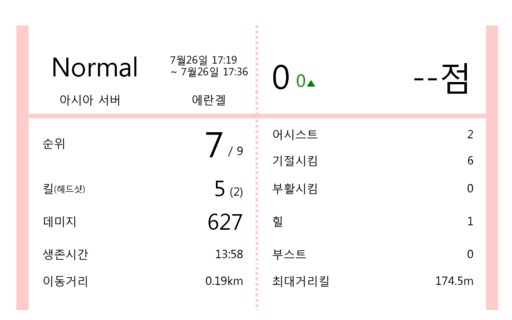 Normal
7월26일 17:19
~ 7월26일 17:36
아시아 서버
에란겔
0 0▲
--점
순위 7 / 9
킬(헤드샷) 5 (2)
데미지 627
생존시간 13:58
이동거리 0.19km
어시스트 2
기절시킴 6
부활시킴 0
힐 1
부스트 0
최대거리킬 174.5m